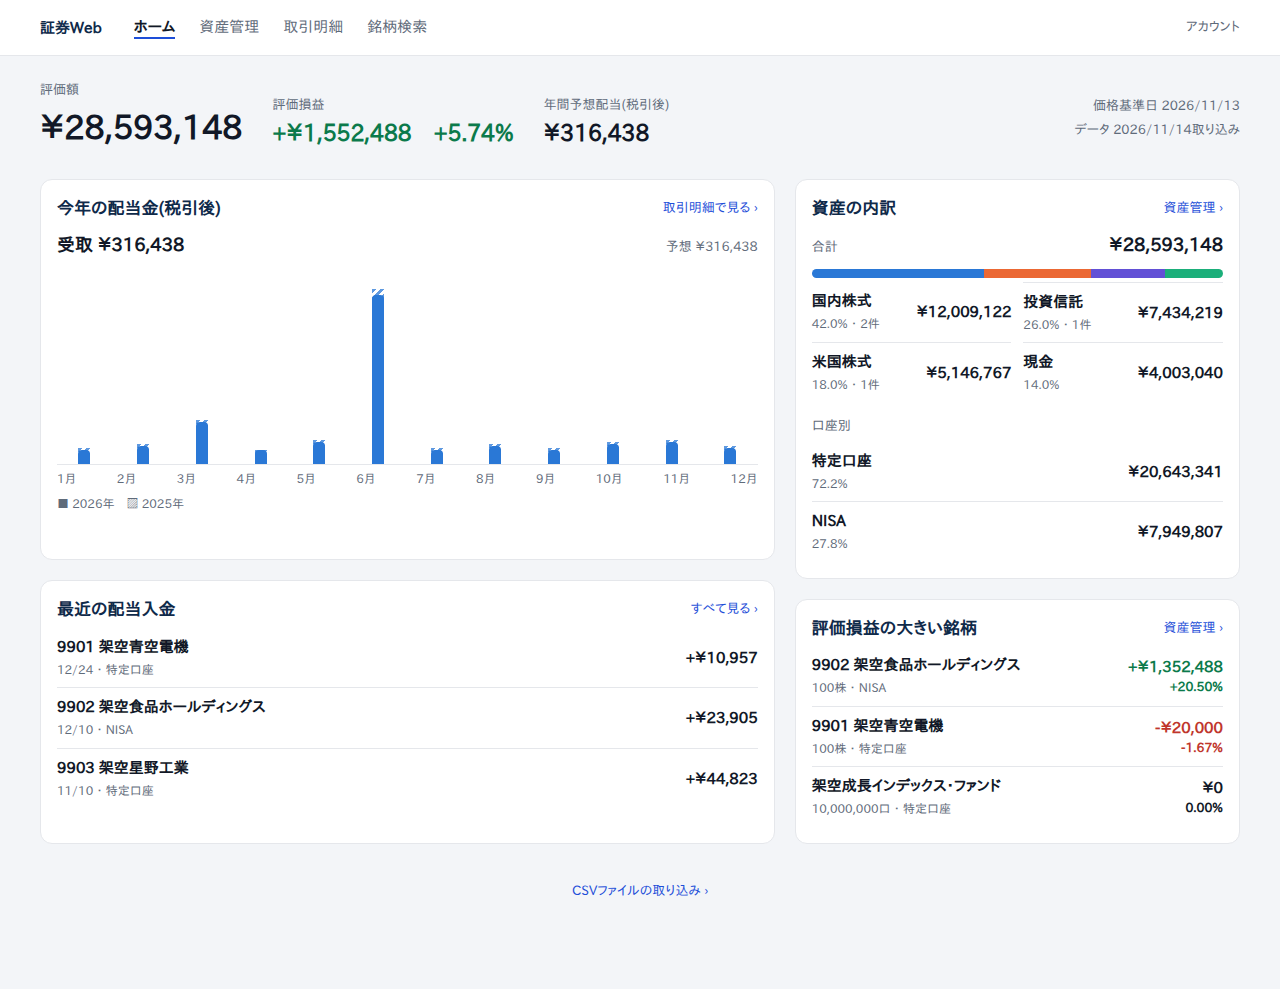 証券Web ホーム 資産管理 取引明細 銘柄検索 アカウント
評価額
¥28,593,148
評価損益
+¥1,552,488 +5.74%
年間予想配当(税引後)
¥316,438
価格基準日 2026/11/13
データ 2026/11/14取り込み
今年の配当金(税引後) 取引明細で見る ›
受取 ¥316,438 予想 ¥316,438
1月 2月 3月 4月 5月 6月 7月 8月 9月 10月 11月 12月
2026年 2025年
最近の配当入金 すべて見る ›
9901 架空青空電機 +¥10,957
12/24・特定口座
9902 架空食品ホールディングス +¥23,905
12/10・NISA
9903 架空星野工業 +¥44,823
11/10・特定口座
資産の内訳 資産管理 ›
合計 ¥28,593,148
国内株式 ¥12,009,122
42.0%・2件
投資信託 ¥7,434,219
26.0%・1件
米国株式 ¥5,146,767
18.0%・1件
現金 ¥4,003,040
14.0%
口座別
特定口座 ¥20,643,341
72.2%
NISA ¥7,949,807
27.8%
評価損益の大きい銘柄 資産管理 ›
9902 架空食品ホールディングス +¥1,352,488
100株・NISA +20.50%
9901 架空青空電機 -¥20,000
100株・特定口座 -1.67%
架空成長インデックス・ファンド ¥0
10,000,000口・特定口座 0.00%
CSVファイルの取り込み ›